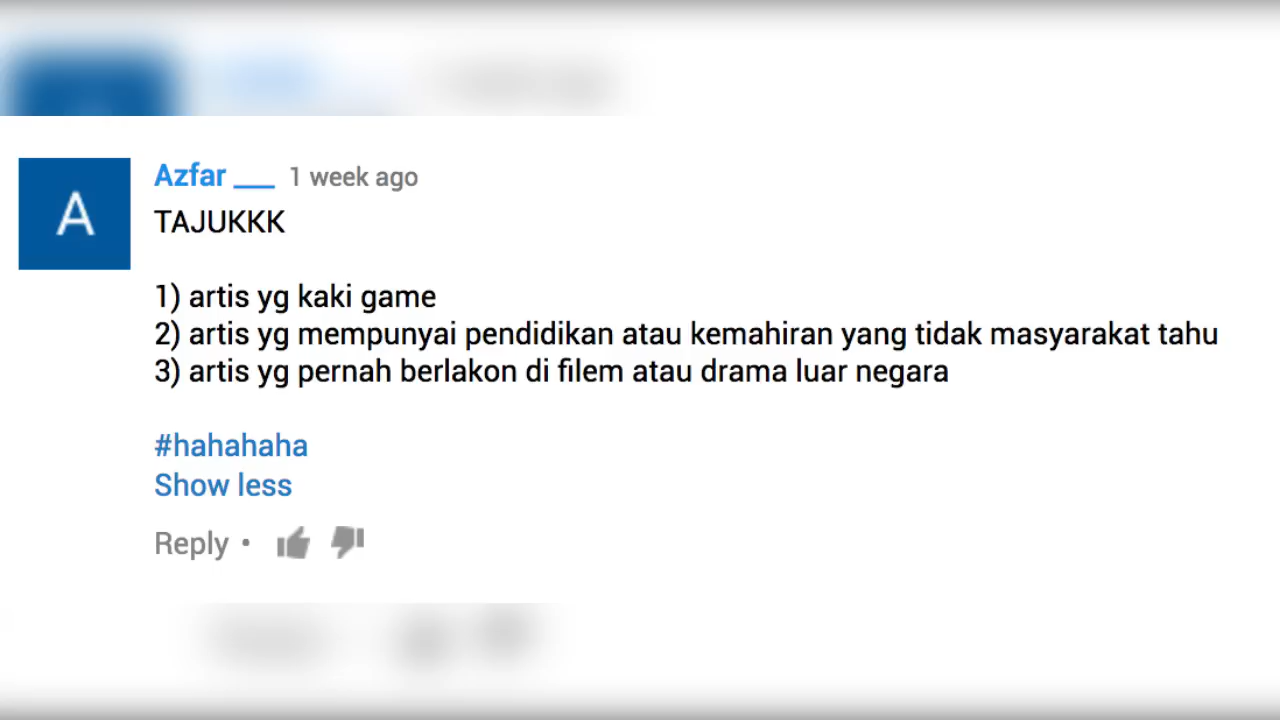 A
Azfar ___ 1 week ago
TAJUKKK
1) artis yg kaki game
2) artis yg mempunyai pendidikan atau kemahiran yang tidak masyarakat tahu
3) artis yg pernah berlakon di filem atau drama luar negara
#hahahaha
Show less
Reply •